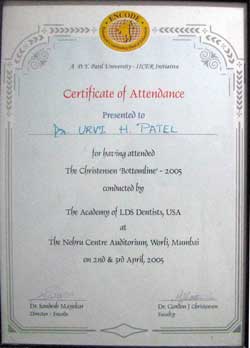 ENCODE
A D.Y. Patil University - IICER Initiative
Certificate of Attendance
Presented to
Dr. URVI H. PATEL
for having attended
The Christensen 'Bottomline' - 2005
conducted by
The Academy of LDS Dentists, USA
at
The Nehru Centre Auditorium, Worli, Mumbai
on 2nd & 3rd April, 2005
Dr. Gordon J Christensen
Director - Encode
Faculty